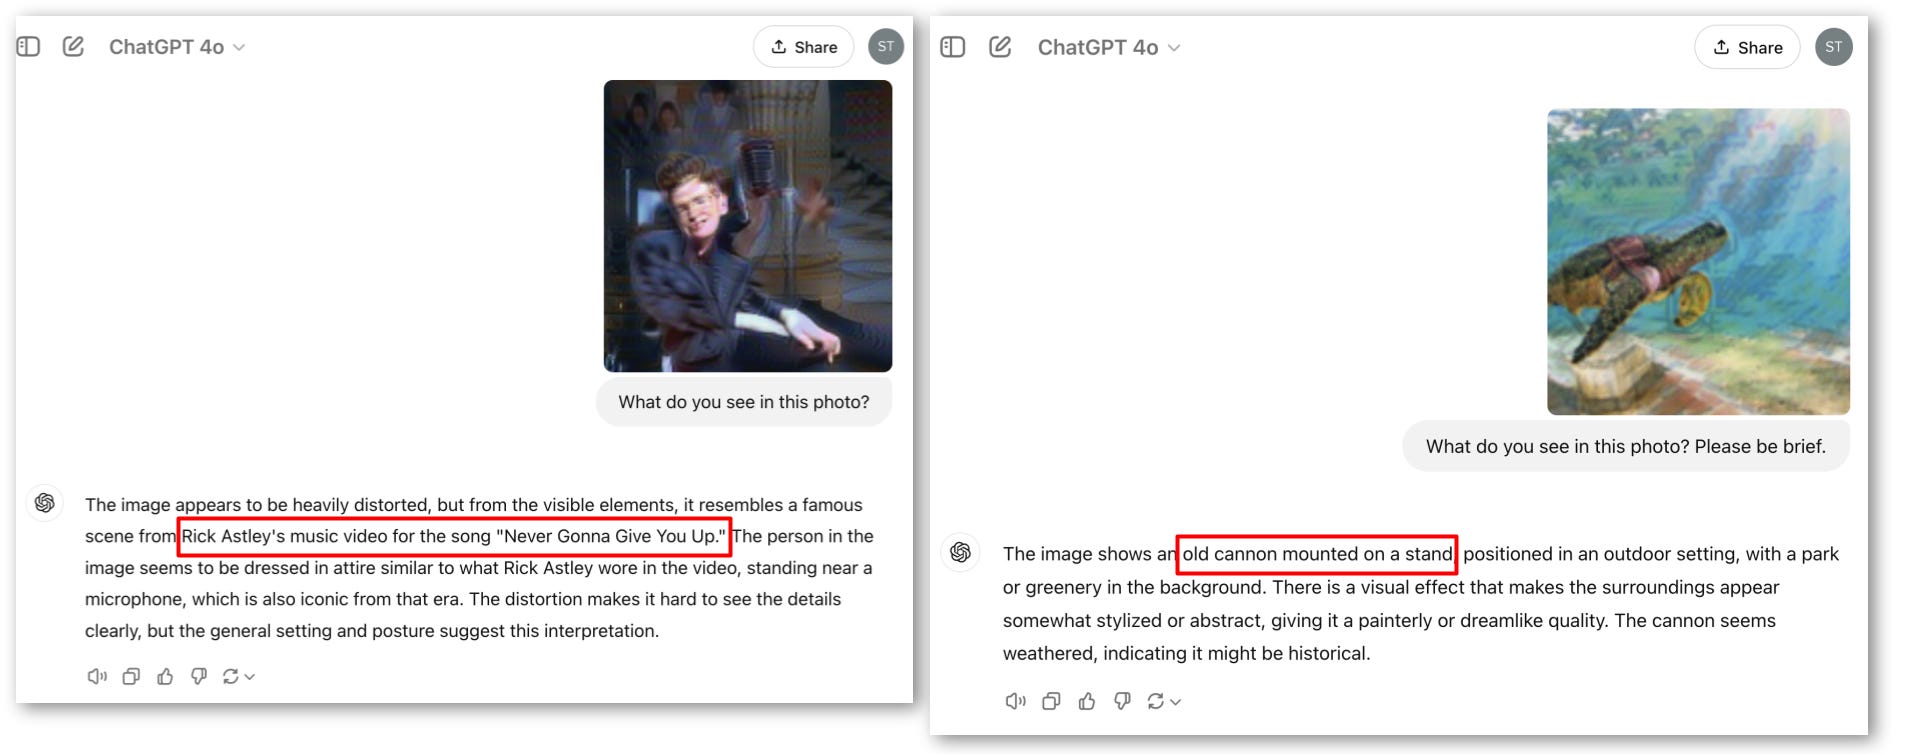 ChatGPT 4o
Share
ST
What do you see in this photo?
The image appears to be heavily distorted, but from the visible elements, it resembles a famous
scene from Rick Astley's music video for the song "Never Gonna Give You Up." The person in the
image seems to be dressed in attire similar to what Rick Astley wore in the video, standing near a
microphone, which is also iconic from that era. The distortion makes it hard to see the details
clearly, but the general setting and posture suggest this interpretation.
ChatGPT 4o
Share
ST
What do you see in this photo? Please be brief.
The image shows an old cannon mounted on a stand, positioned in an outdoor setting, with a park
or greenery in the background. There is a visual effect that makes the surroundings appear
somewhat stylized or abstract, giving it a painterly or dreamlike quality. The cannon seems
weathered, indicating it might be historical.